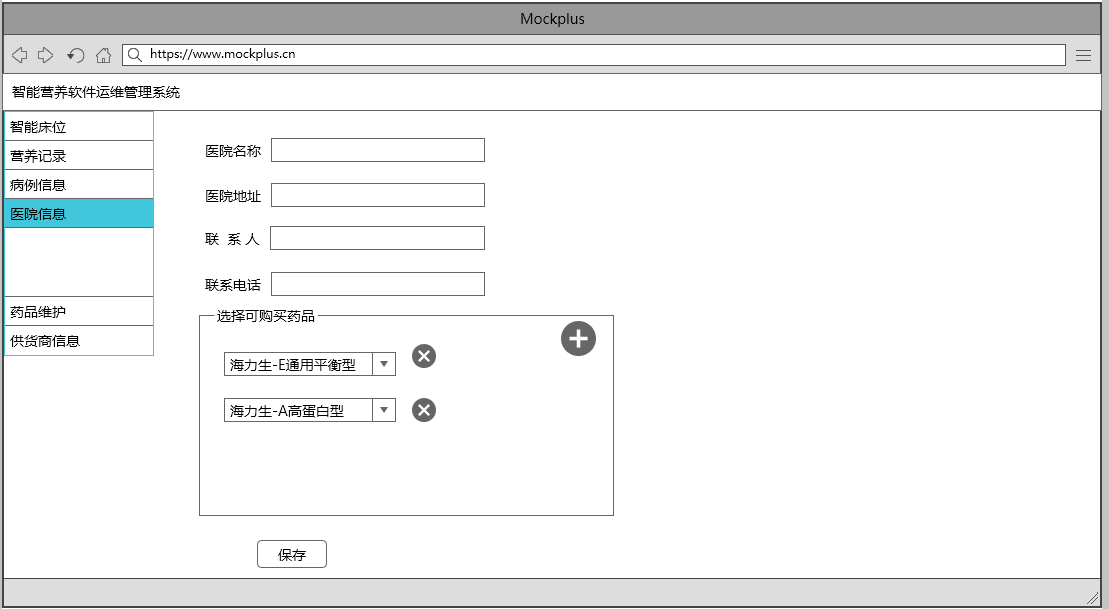 Mockplus
https://www.mockplus.cn
智能营养软件运维管理系统
智能床位
营养记录
病例信息
医院信息
药品维护
供货商信息
医院名称
医院地址
联 系 人
联系电话
选择可购买药品
海力生-E通用平衡型
海力生-A高蛋白型
保存